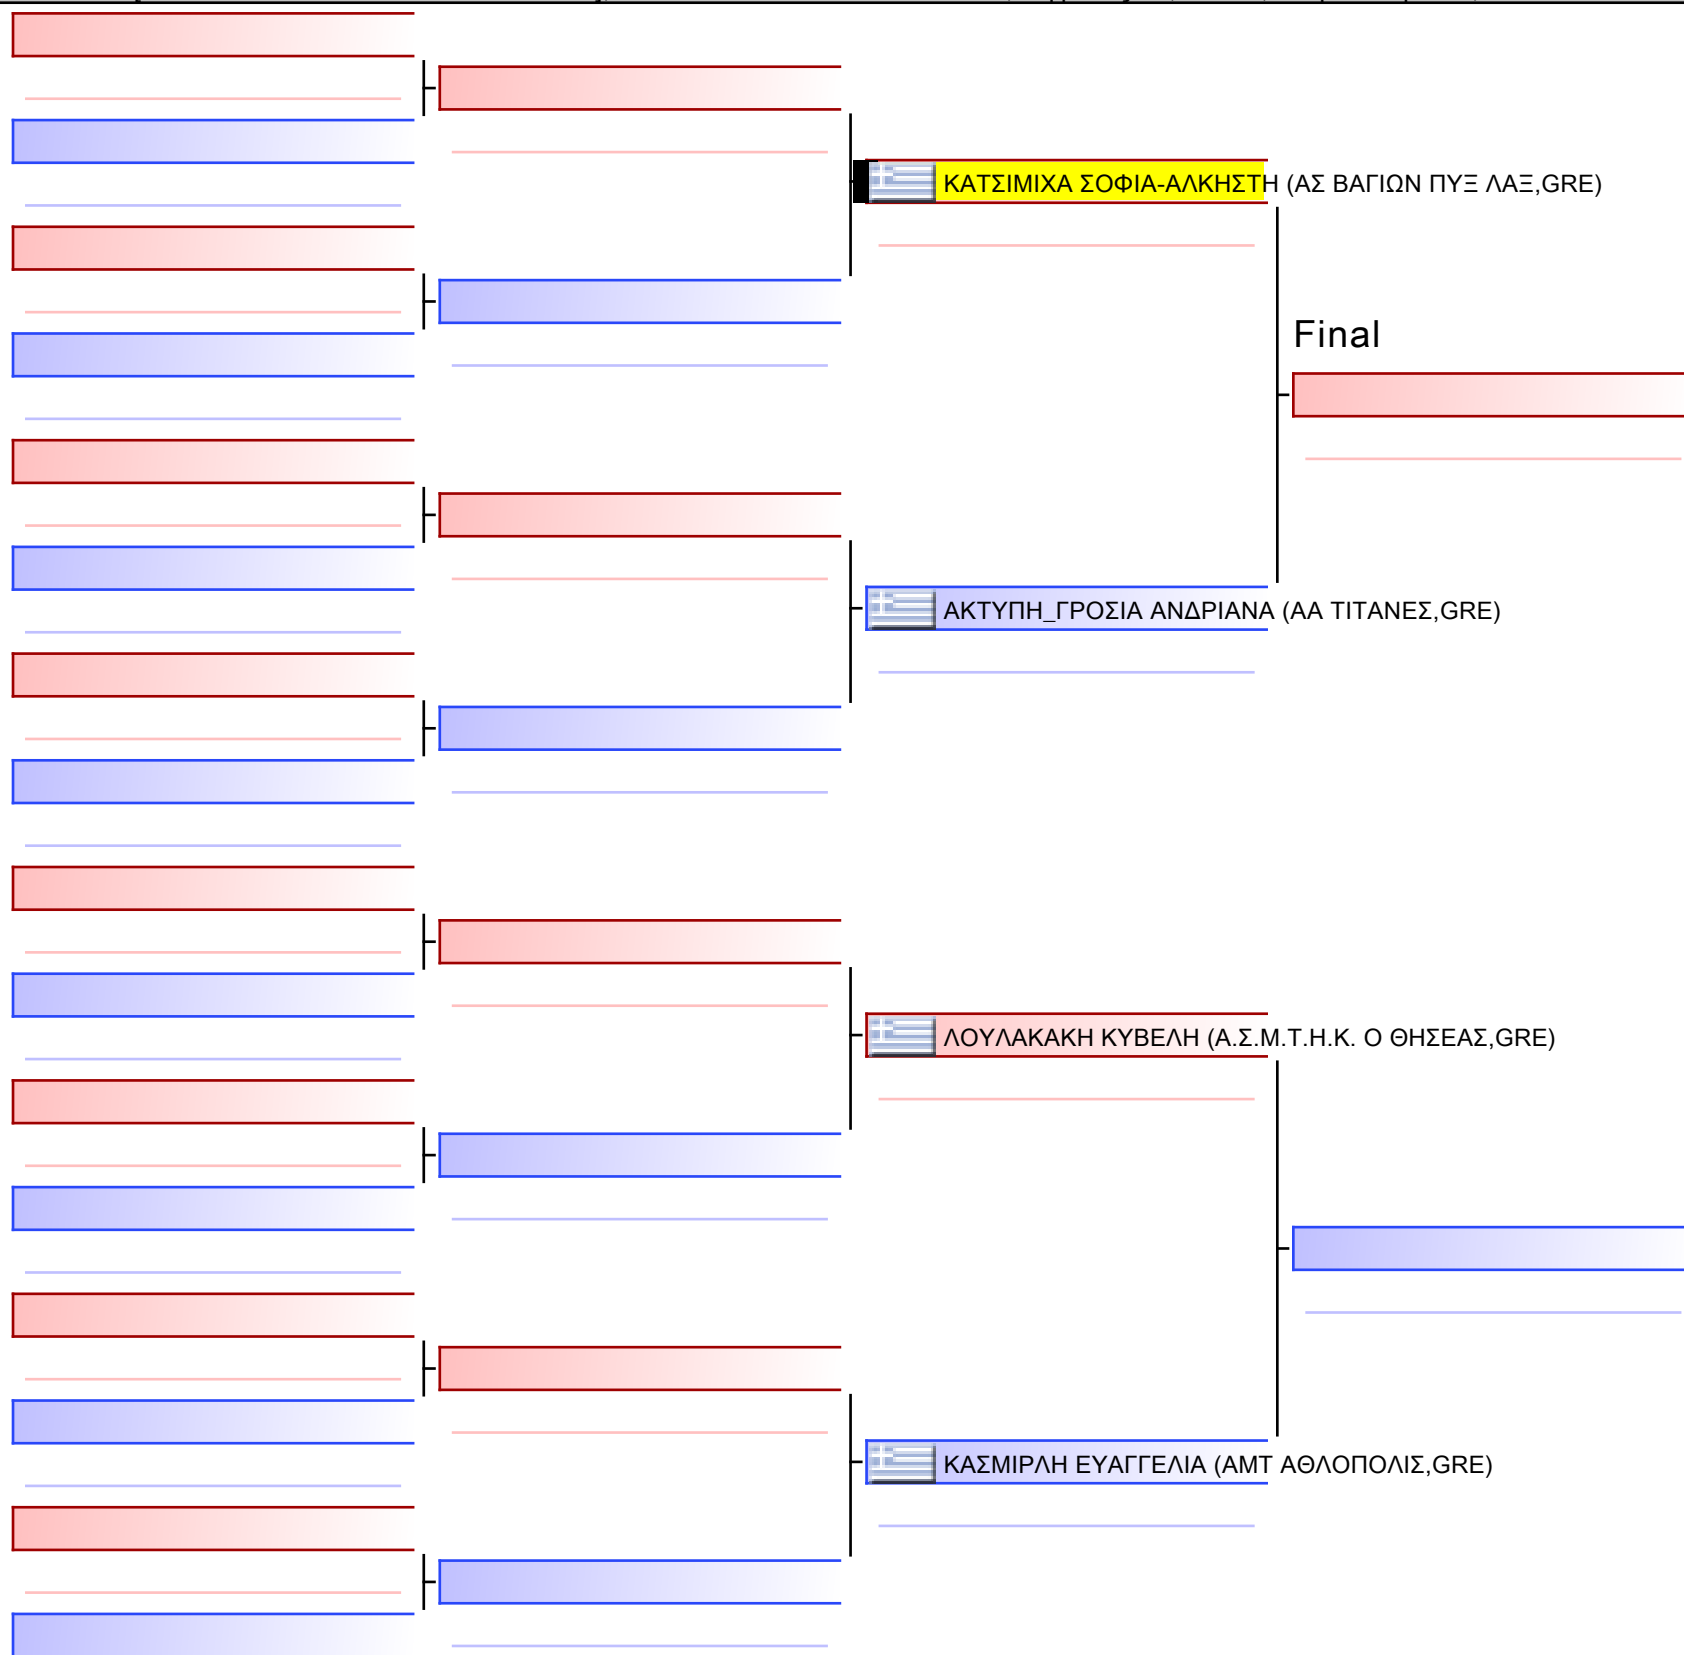 ΚΑΤΣΙΜΙΧΑ ΣΟΦΙΑ-ΑΛΚΗΣΤΗ (ΑΣ ΒΑΓΙΩΝ ΠΥΞ ΛΑΞ,GRE)
Final
ΑΚΤΥΠΗ_ΓΡΟΣΙΑ ΑΝΔΡΙΑΝΑ (ΑΑ ΤΙΤΑΝΕΣ,GRE)
ΛΟΥΛΑΚΑΚΗ ΚΥΒΕΛΗ (Α.Σ.Μ.Τ.Η.Κ. Ο ΘΗΣΕΑΣ,GRE)
ΚΑΣΜΙΡΛΗ ΕΥΑΓΓΕΛΙΑ (ΑΜΤ ΑΘΛΟΠΟΛΙΣ,GRE)